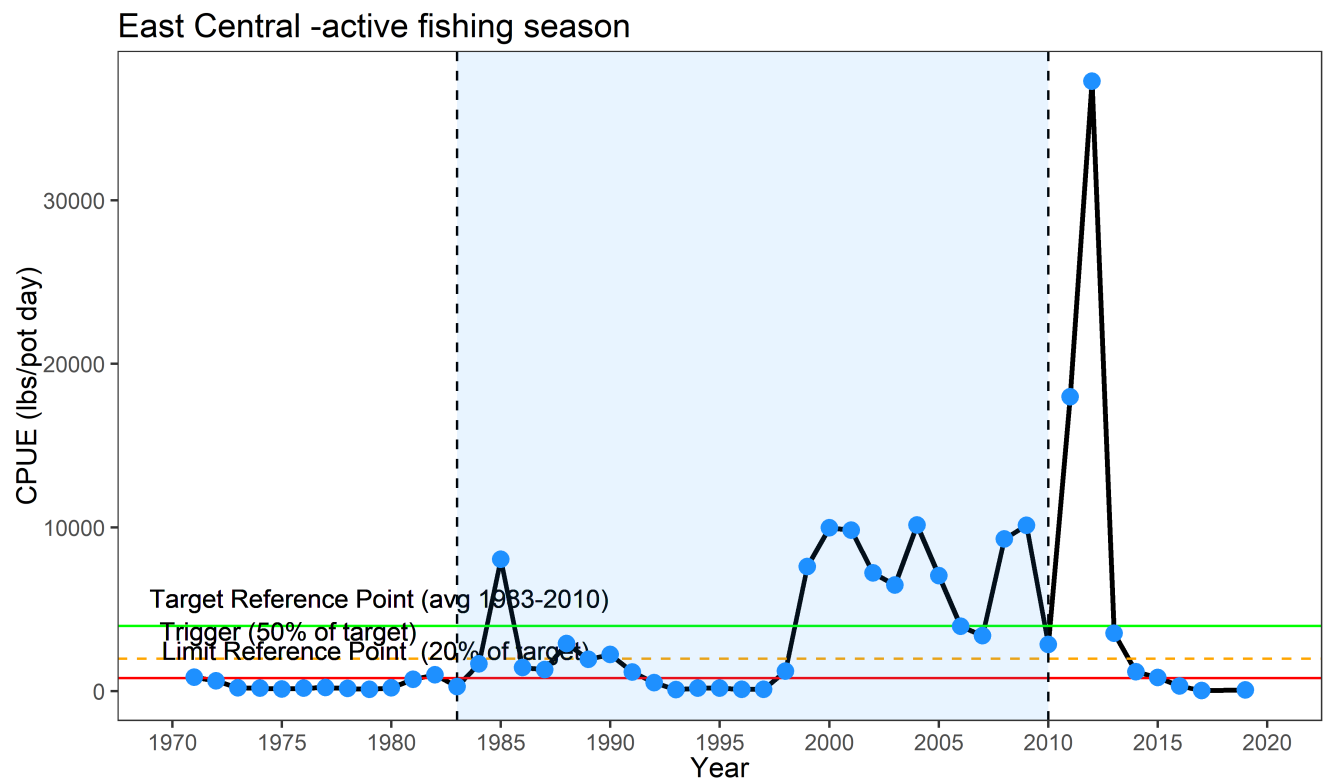 East Central -active fishing season
CPUE (lbs/pot day)
30000
20000
10000
0
Target Reference Point (avg 1983-2010)
Trigger (50% of target)
Limit Reference Point (20% of target)
1970 1975 1980 1985 1990 1995 2000 2005 2010 2015 2020
Year